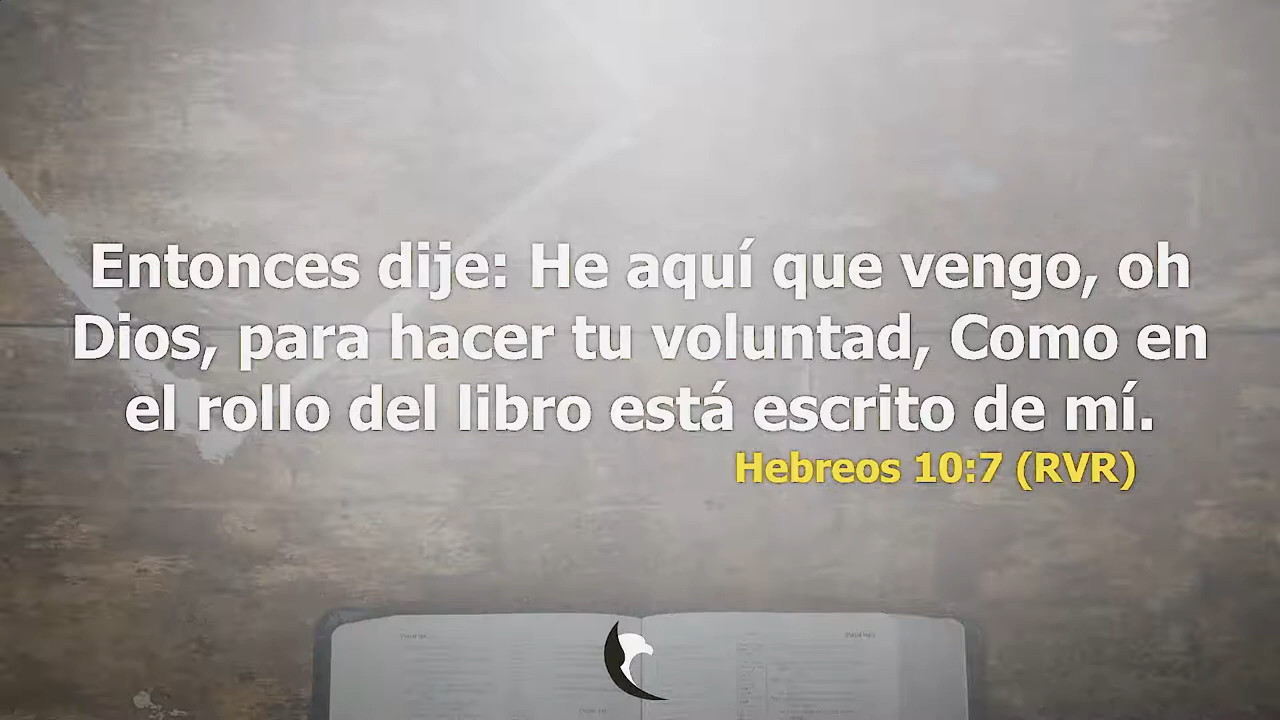 Entonces dije: He aquí que vengo, oh
Dios, para hacer tu voluntad, Como en
el rollo del libro está escrito de mí.
Hebreos 10:7 (RVR)